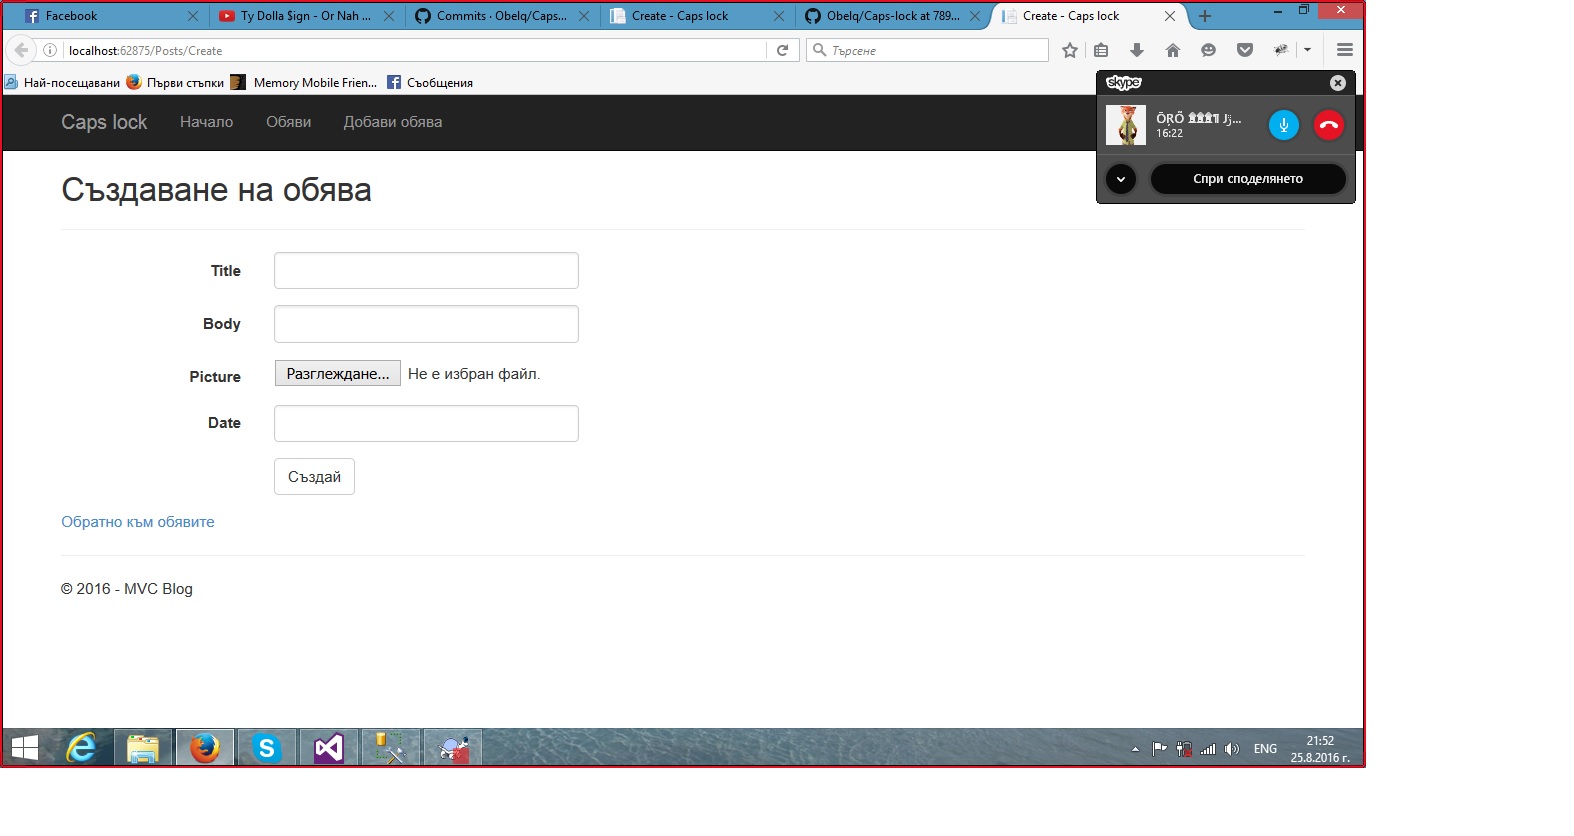 Facebook
Ty Dolla $ign - Or Nah ...
Commits · Obelq/Caps...
Create - Caps lock
Obelq/Caps-lock at 789...
Create - Caps lock
localhost:62875/Posts/Create
Търсене
Най-посещавани
Първи стъпки
Memory Mobile Frien...
Съобщения
skype
16:22
Спри споделянето
Caps lock
Начало
Обяви
Добави обява
Създаване на обява
Title
Body
Picture
Разглеждане...
Не е избран файл.
Date
Създай
Обратно към обявите
© 2016 - MVC Blog
ENG
21:52
25.8.2016 г.